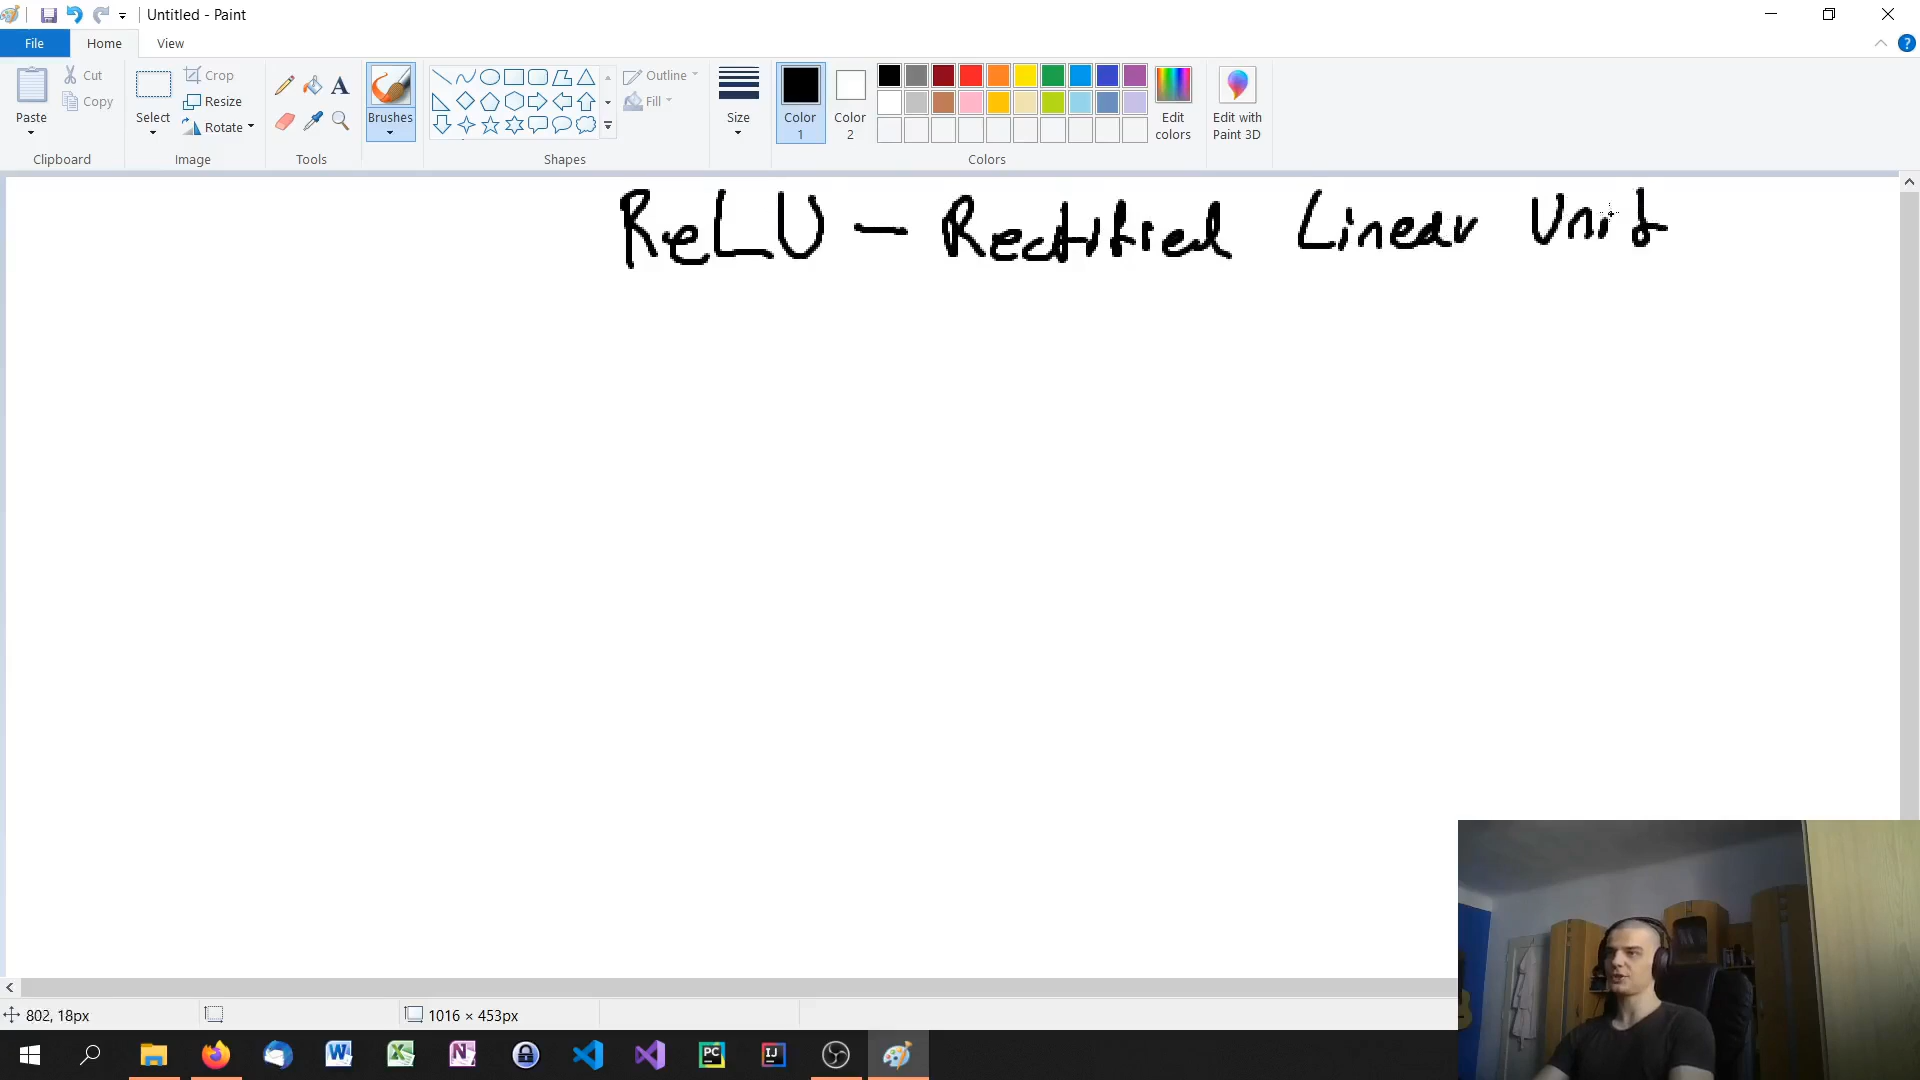 Untitled - Paint
File Home View ?
Paste
Cut
Copy
Clipboard
Select
Crop
Resize
Rotate
Image
A
Tools
Brushes
Outline
Fill
Shapes
Size
Color 1
Color 2
Colors
Edit colors
Edit with Paint 3D
ReLU - Rectified Linear Unit
802, 18px
1016 × 453px
W
X
N
PC
IJ